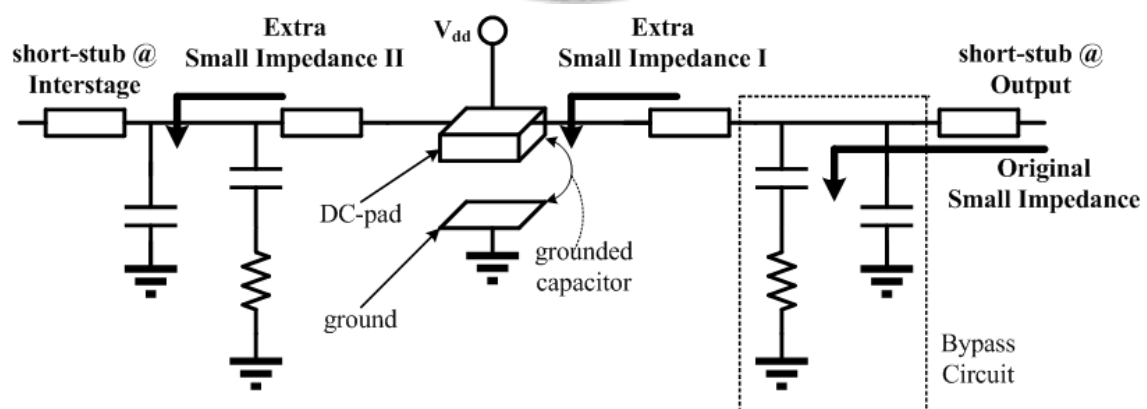 short-stub @
Interstage
Extra
Small Impedance II
Vdd
Extra
Small Impedance I
short-stub @
Output
Original
Small Impedance
DC-pad
ground
grounded
capacitor
Bypass
Circuit